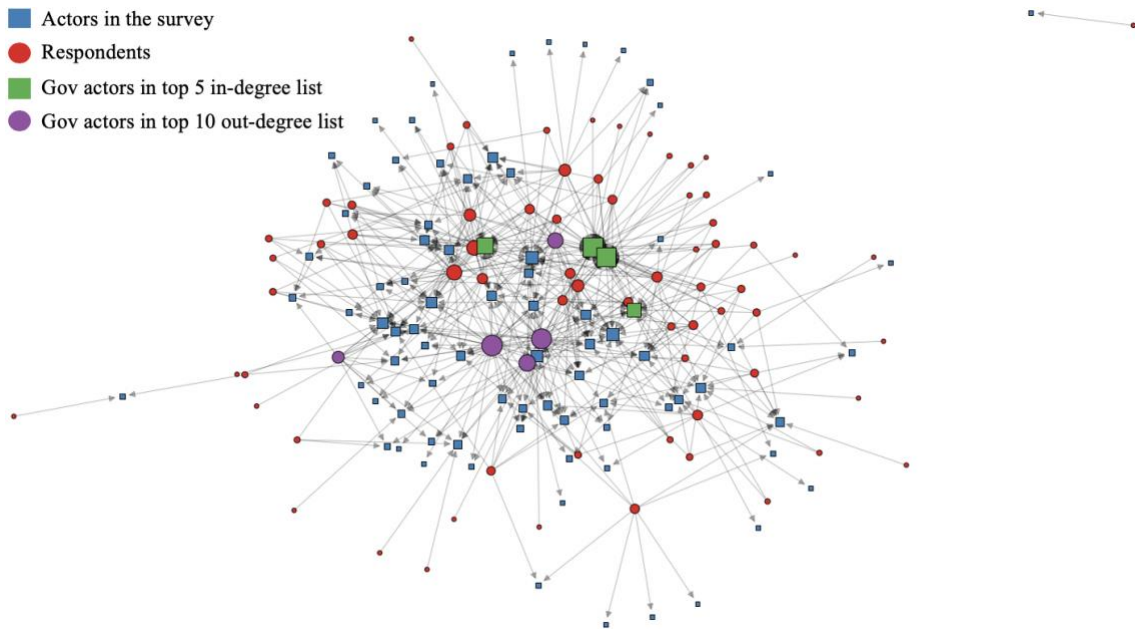 Actors in the survey
Respondents
Gov actors in top 5 in-degree list
Gov actors in top 10 out-degree list